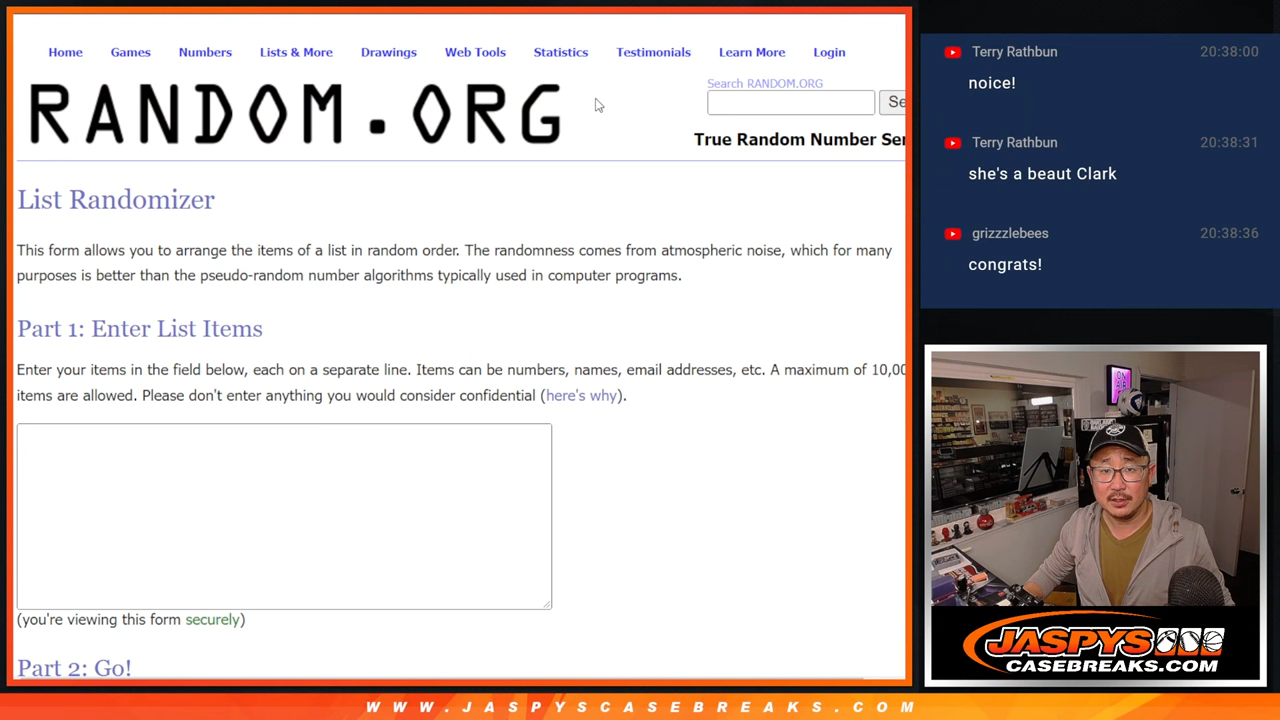 Home Games Numbers Lists & More Drawings Web Tools Statistics Testimonials Learn More Login
RANDOM.ORG
Search RANDOM.ORG
Se
True Random Number Ser
List Randomizer
This form allows you to arrange the items of a list in random order. The randomness comes from atmospheric noise, which for many
purposes is better than the pseudo-random number algorithms typically used in computer programs.
Part 1: Enter List Items
Enter your items in the field below, each on a separate line. Items can be numbers, names, email addresses, etc. A maximum of 10,00
items are allowed. Please don't enter anything you would consider confidential (here's why).
(you're viewing this form securely)
Part 2: Go!
Terry Rathbun 20:38:00
noice!
Terry Rathbun 20:38:31
she's a beaut Clark
grizzzlebees 20:38:36
congrats!
ON
AIR
JASPYS
CASEBREAKS.COM
WWW.JASPYSCASEBREAKS.COM